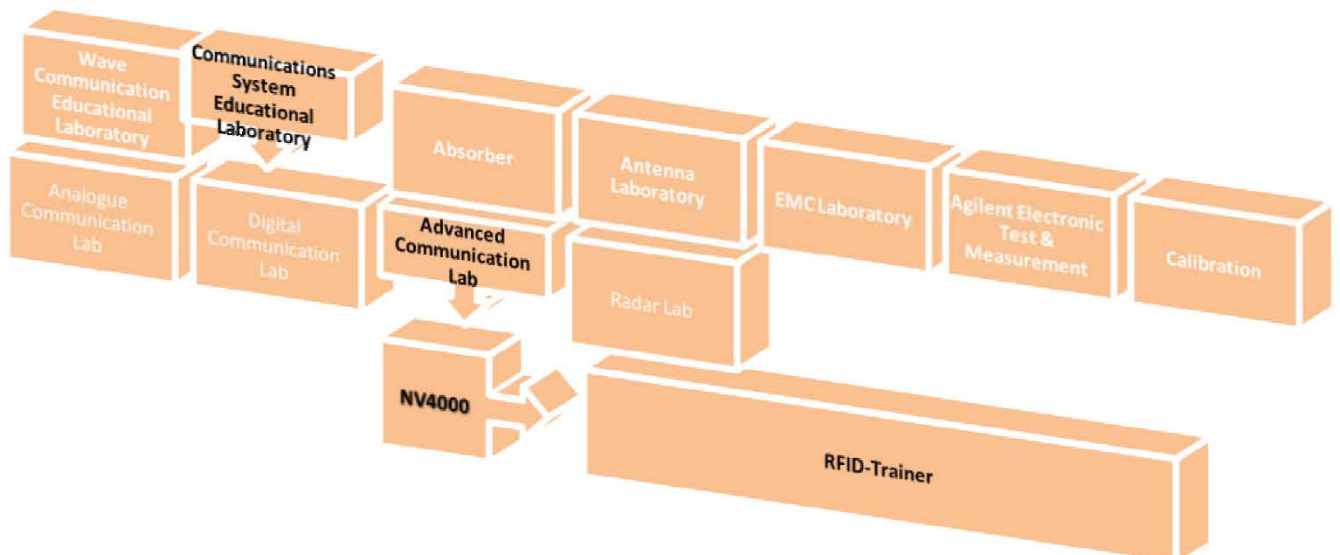 Wave
Communication
Educational
Laboratory
Communications
System
Educational
Laboratory
Absorber
Antenna
Laboratory
EMC Laboratory
Agilent Electronic
Test &
Measurement
Calibration
Analogue
Communication
Lab
Digital
Communication
Lab
Advanced
Communication
Lab
Radar Lab
NV4000
RFID-Trainer